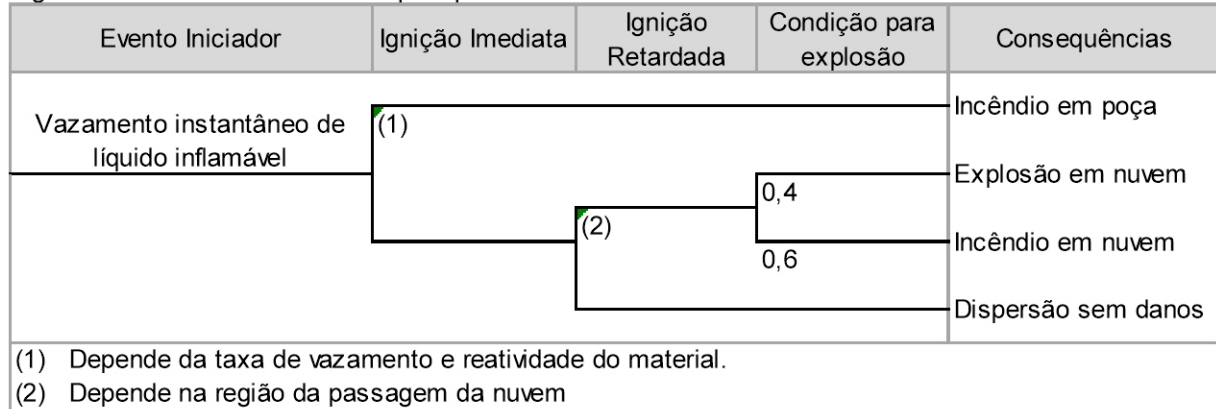 Evento Iniciador
Ignição Imediata
Ignição
Retardada
Condição para
explosão
Consequências
Vazamento instantâneo de
líquido inflamável
(1)
Incêndio em poça
Explosão em nuvem
0,4
(2)
Incêndio em nuvem
0,6
Dispersão sem danos
(1) Depende da taxa de vazamento e reatividade do material.
(2) Depende na região da passagem da nuvem